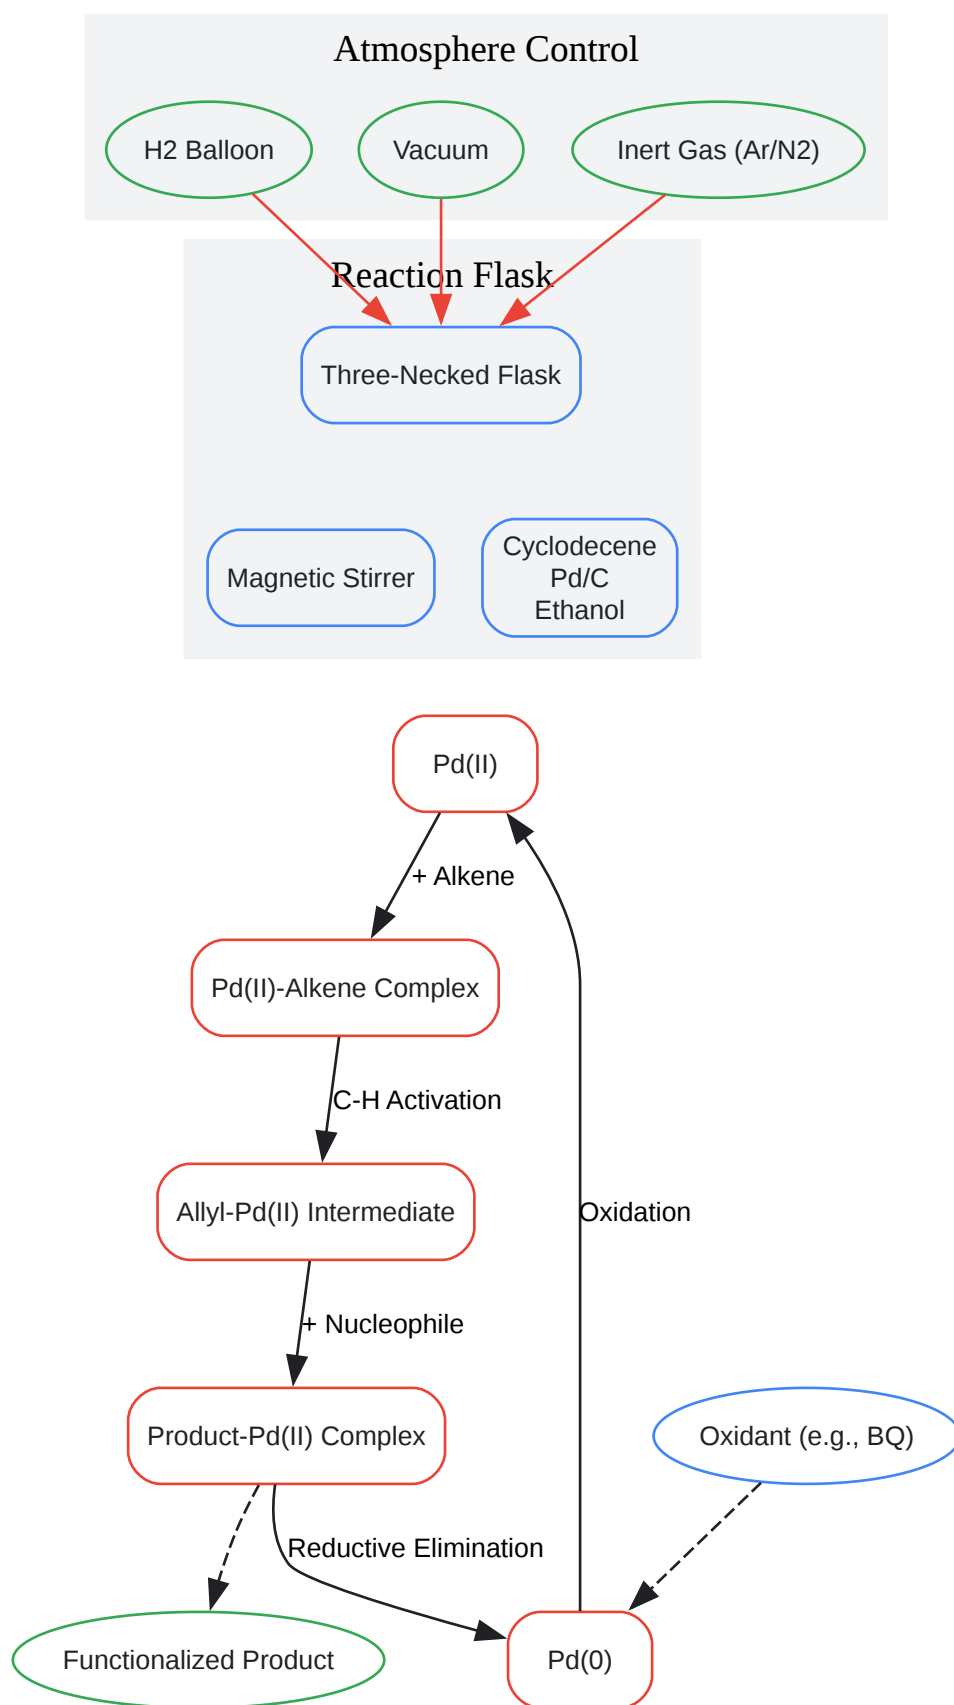 Atmosphere Control
H2 Balloon
Vacuum
Inert Gas (Ar/N2)
Reaction Flask
Three-Necked Flask
Magnetic Stirrer
Cyclodecene
Pd/C
Ethanol
Pd(II)
+ Alkene
Pd(II)-Alkene Complex
C-H Activation
Allyl-Pd(II) Intermediate
Oxidation
+ Nucleophile
Product-Pd(II) Complex
Oxidant (e.g., BQ)
Reductive Elimination
Functionalized Product
Pd(0)